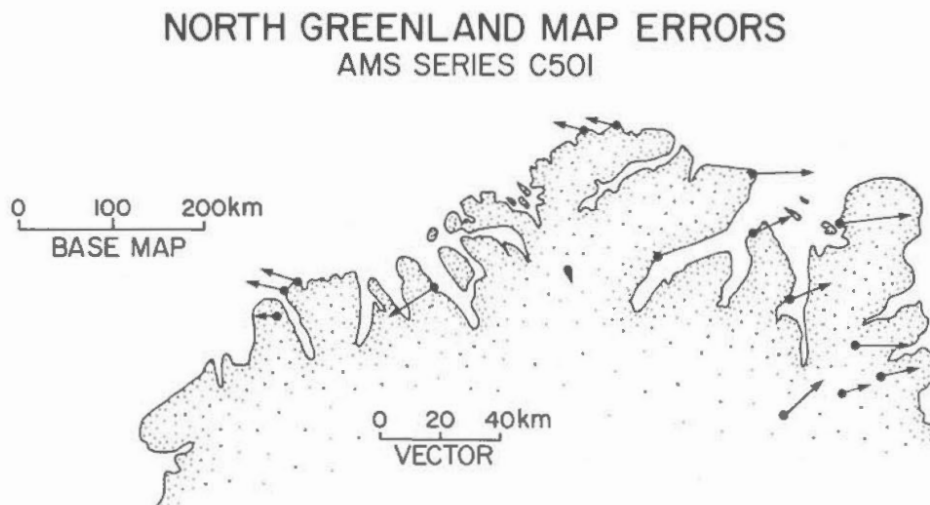 NORTH GREENLAND MAP ERRORS
AMS SERIES C501
0 100 200km
BASE MAP
0 20 40km
VECTOR